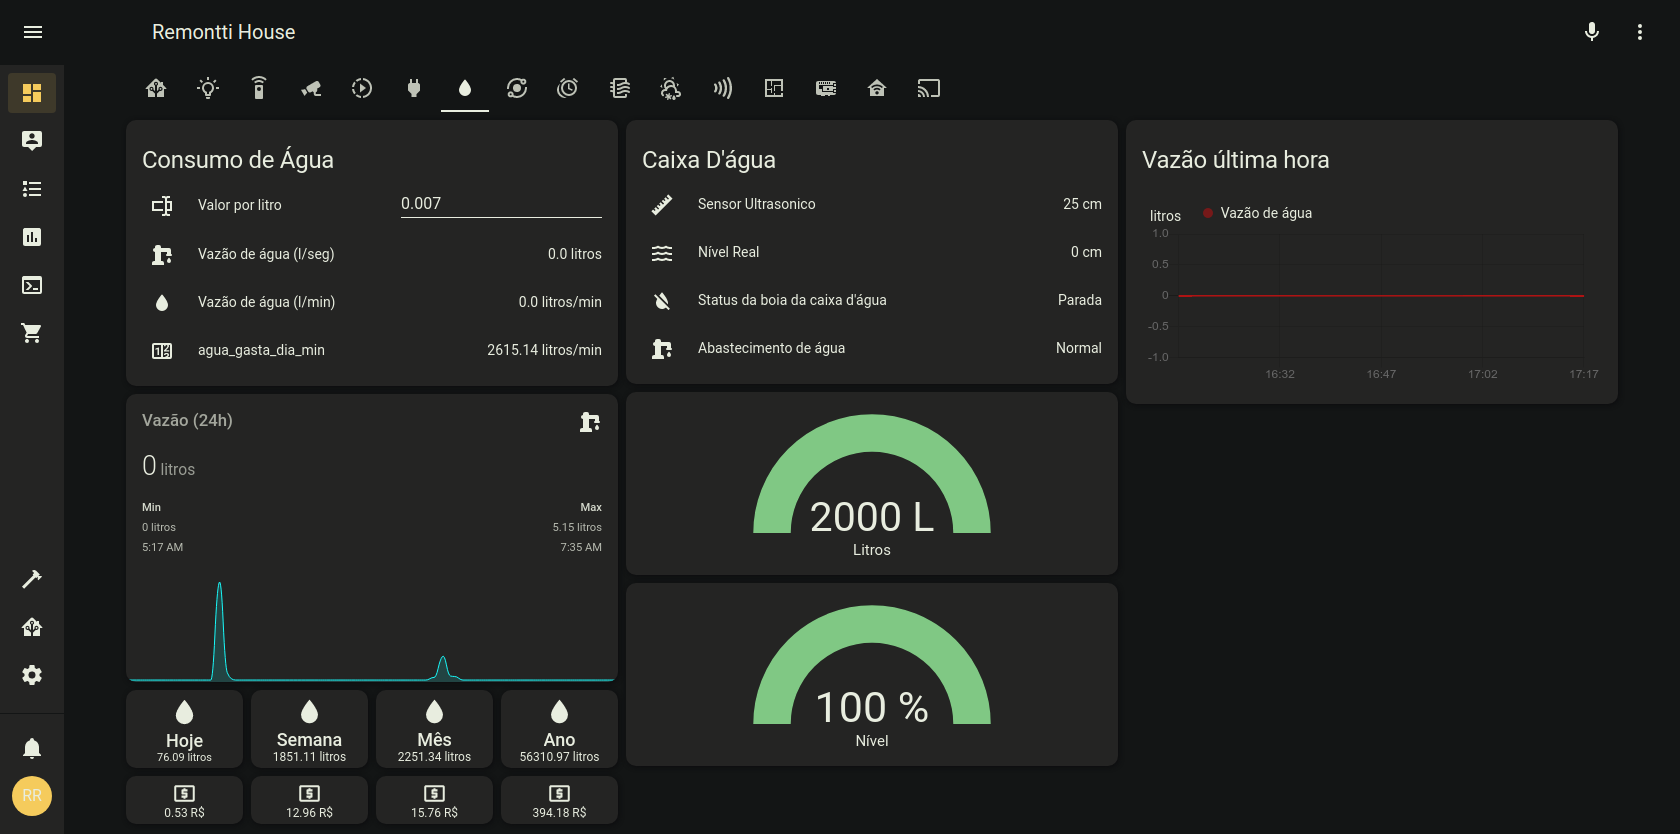 Remontti House
Consumo de Água
Valor por litro 0.007
Vazão de água (l/seg) 0.0 litros
Vazão de água (l/min) 0.0 litros/min
agua_gasta_dia_min 2615.14 litros/min
Vazão (24h)
0 litros
Min Max
0 litros 5.15 litros
5:17 AM 7:35 AM
Hoje
76.09 litros
Semana
1851.11 litros
Mês
2251.34 litros
Ano
56310.97 litros
0.53 R$
12.96 R$
15.76 R$
394.18 R$
Caixa D'água
Sensor Ultrasonico 25 cm
Nível Real 0 cm
Status da boia da caixa d'água Parada
Abastecimento de água Normal
2000 L
Litros
100 %
Nível
Vazão última hora
litros Vazão de água
1.0
0.5
0
-0.5
-1.0
16:32 16:47 17:02 17:17
RR